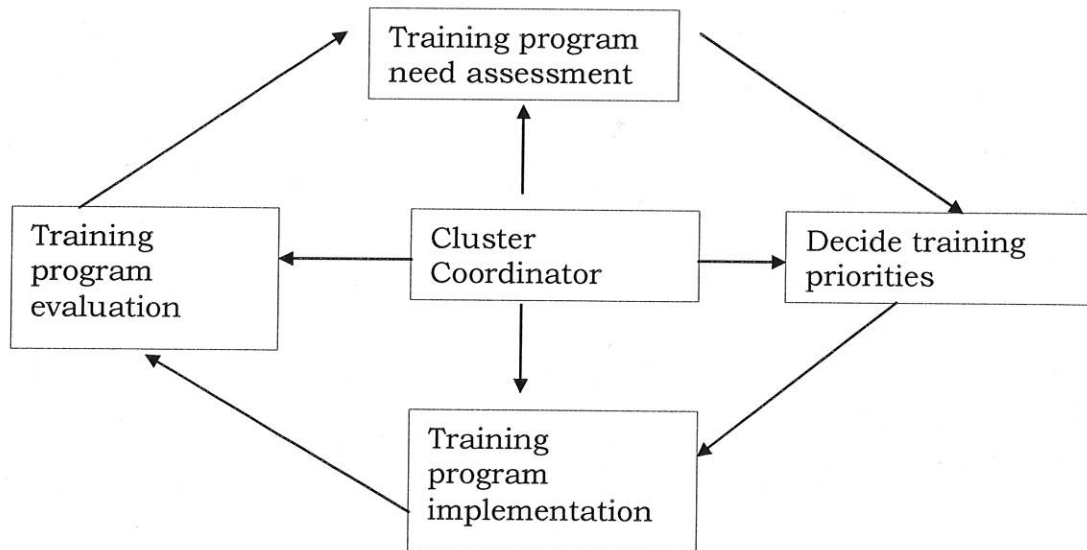 Training program
need assessment
Training
program
evaluation
Cluster
Coordinator
Decide training
priorities
Training
program
implementation